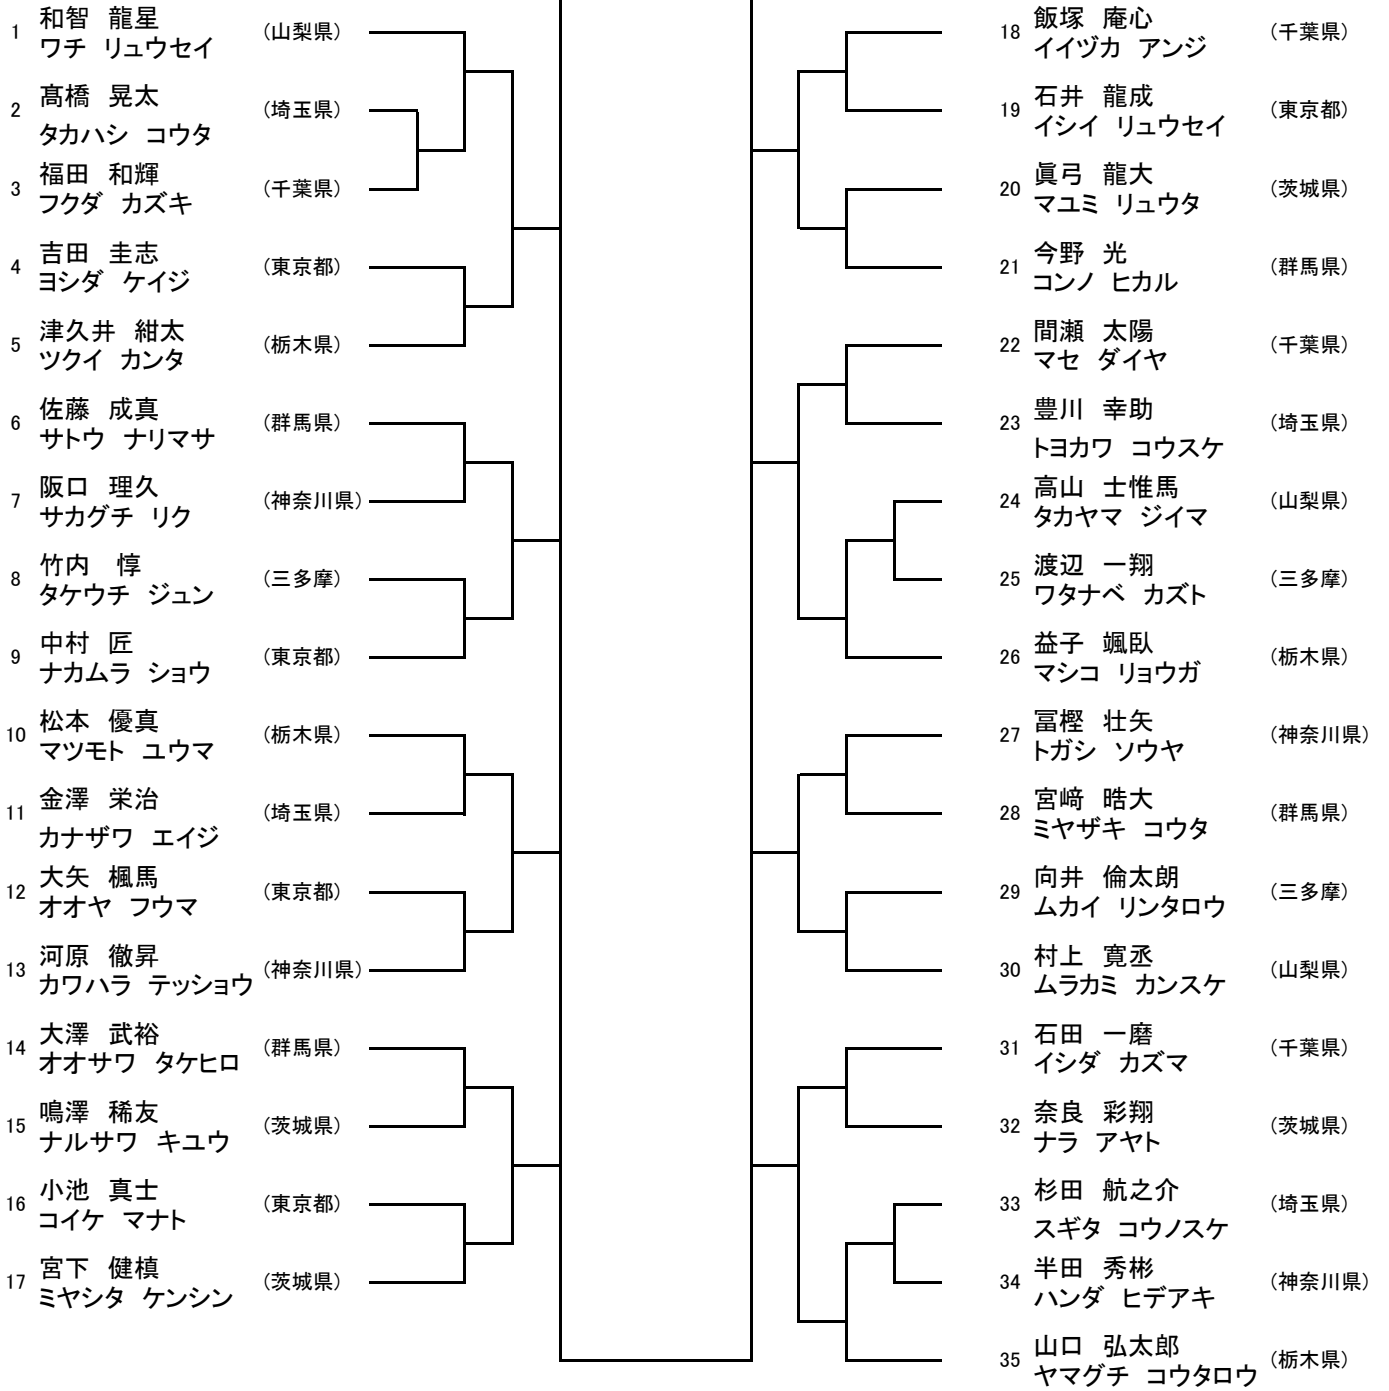 1 和智 龍星 (山梨県)
ワチ リュウセイ
2 髙橋 晃太 (埼玉県)
タカハシ コウタ
3 福田 和輝 (千葉県)
フクダ カズキ
4 吉田 圭志 (東京都)
ヨシダ ケイジ
5 津久井 紺太 (栃木県)
ツクイ カンタ
6 佐藤 成真 (群馬県)
サトウ ナリマサ
7 阪口 理久 (神奈川県)
サカグチ リク
8 竹内 惇 (三多摩)
タケウチ ジュン
9 中村 匠 (東京都)
ナカムラ ショウ
10 松本 優真 (栃木県)
マツモト ユウマ
11 金澤 栄治 (埼玉県)
カナザワ エイジ
12 大矢 楓馬 (東京都)
オオヤ フウマ
13 河原 徹昇 (神奈川県)
カワハラ テッショウ
14 大澤 武裕 (群馬県)
オオサワ タケヒロ
15 鳴澤 稀友 (茨城県)
ナルサワ キユウ
16 小池 真士 (東京都)
コイケ マナト
17 宮下 健槙 (茨城県)
ミヤシタ ケンシン
18 飯塚 庵心 (千葉県)
イイヅカ アンジ
19 石井 龍成 (東京都)
イシイ リュウセイ
20 眞弓 龍大 (茨城県)
マユミ リュウタ
21 今野 光 (群馬県)
コンノ ヒカル
22 間瀬 太陽 (千葉県)
マセ ダイヤ
23 豊川 幸助 (埼玉県)
トヨカワ コウスケ
24 高山 士惟馬 (山梨県)
タカヤマ ジイマ
25 渡辺 一翔 (三多摩)
ワタナベ カズト
26 益子 颯臥 (栃木県)
マシコ リョウガ
27 冨樫 壮矢 (神奈川県)
トガシ ソウヤ
28 宮﨑 晧大 (群馬県)
ミヤザキ コウタ
29 向井 倫太朗 (三多摩)
ムカイ リンタロウ
30 村上 寛丞 (山梨県)
ムラカミ カンスケ
31 石田 一磨 (千葉県)
イシダ カズマ
32 奈良 彩翔 (茨城県)
ナラ アヤト
33 杉田 航之介 (埼玉県)
スギタ コウノスケ
34 半田 秀彬 (神奈川県)
ハンダ ヒデアキ
35 山口 弘太郎 (栃木県)
ヤマグチ コウタロウ